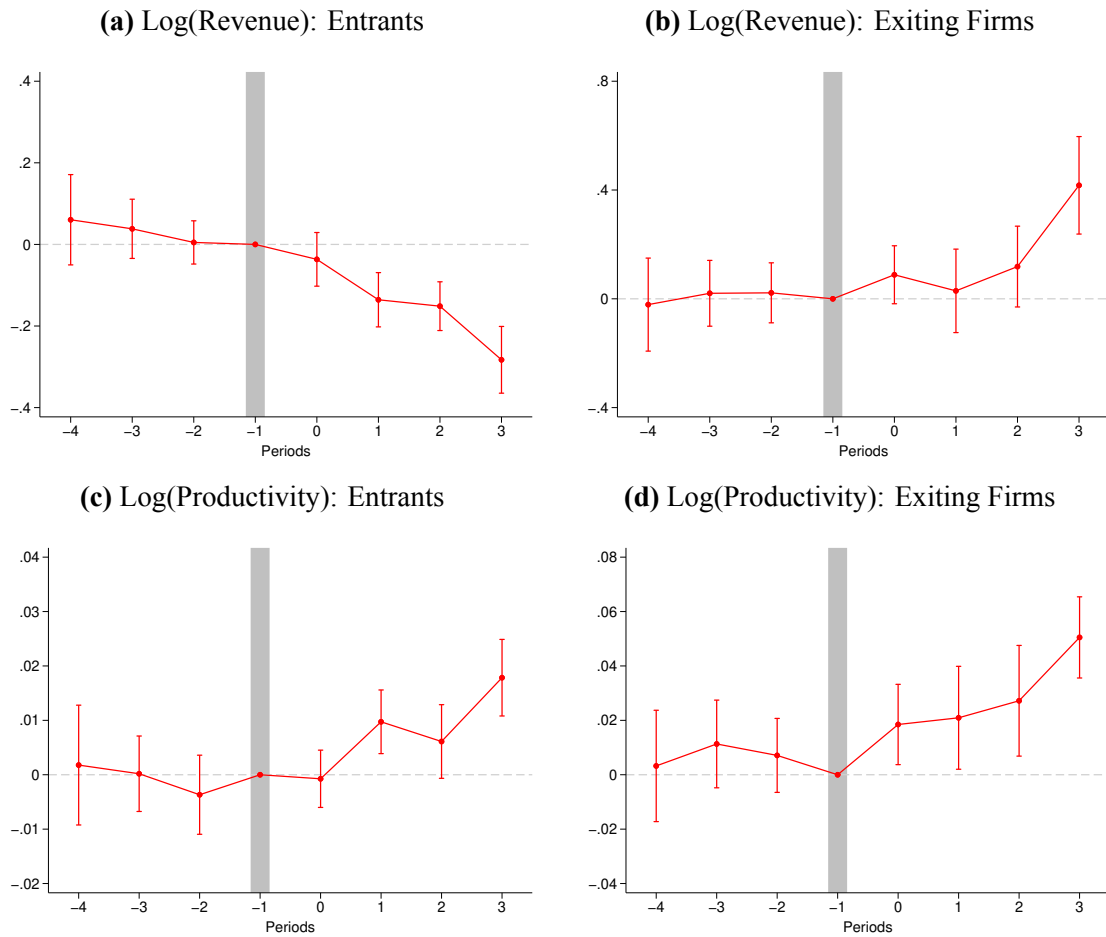 (a) Log(Revenue): Entrants
.4
.2
0
−.2
−.4
−4 −3 −2 −1 0 1 2 3
Periods
(b) Log(Revenue): Exiting Firms
.8
.4
0
−.4
−4 −3 −2 −1 0 1 2 3
Periods
(c) Log(Productivity): Entrants
.04
.03
.02
.01
0
−.01
−.02
−4 −3 −2 −1 0 1 2 3
Periods
(d) Log(Productivity): Exiting Firms
.08
.06
.04
.02
0
−.02
−.04
−4 −3 −2 −1 0 1 2 3
Periods